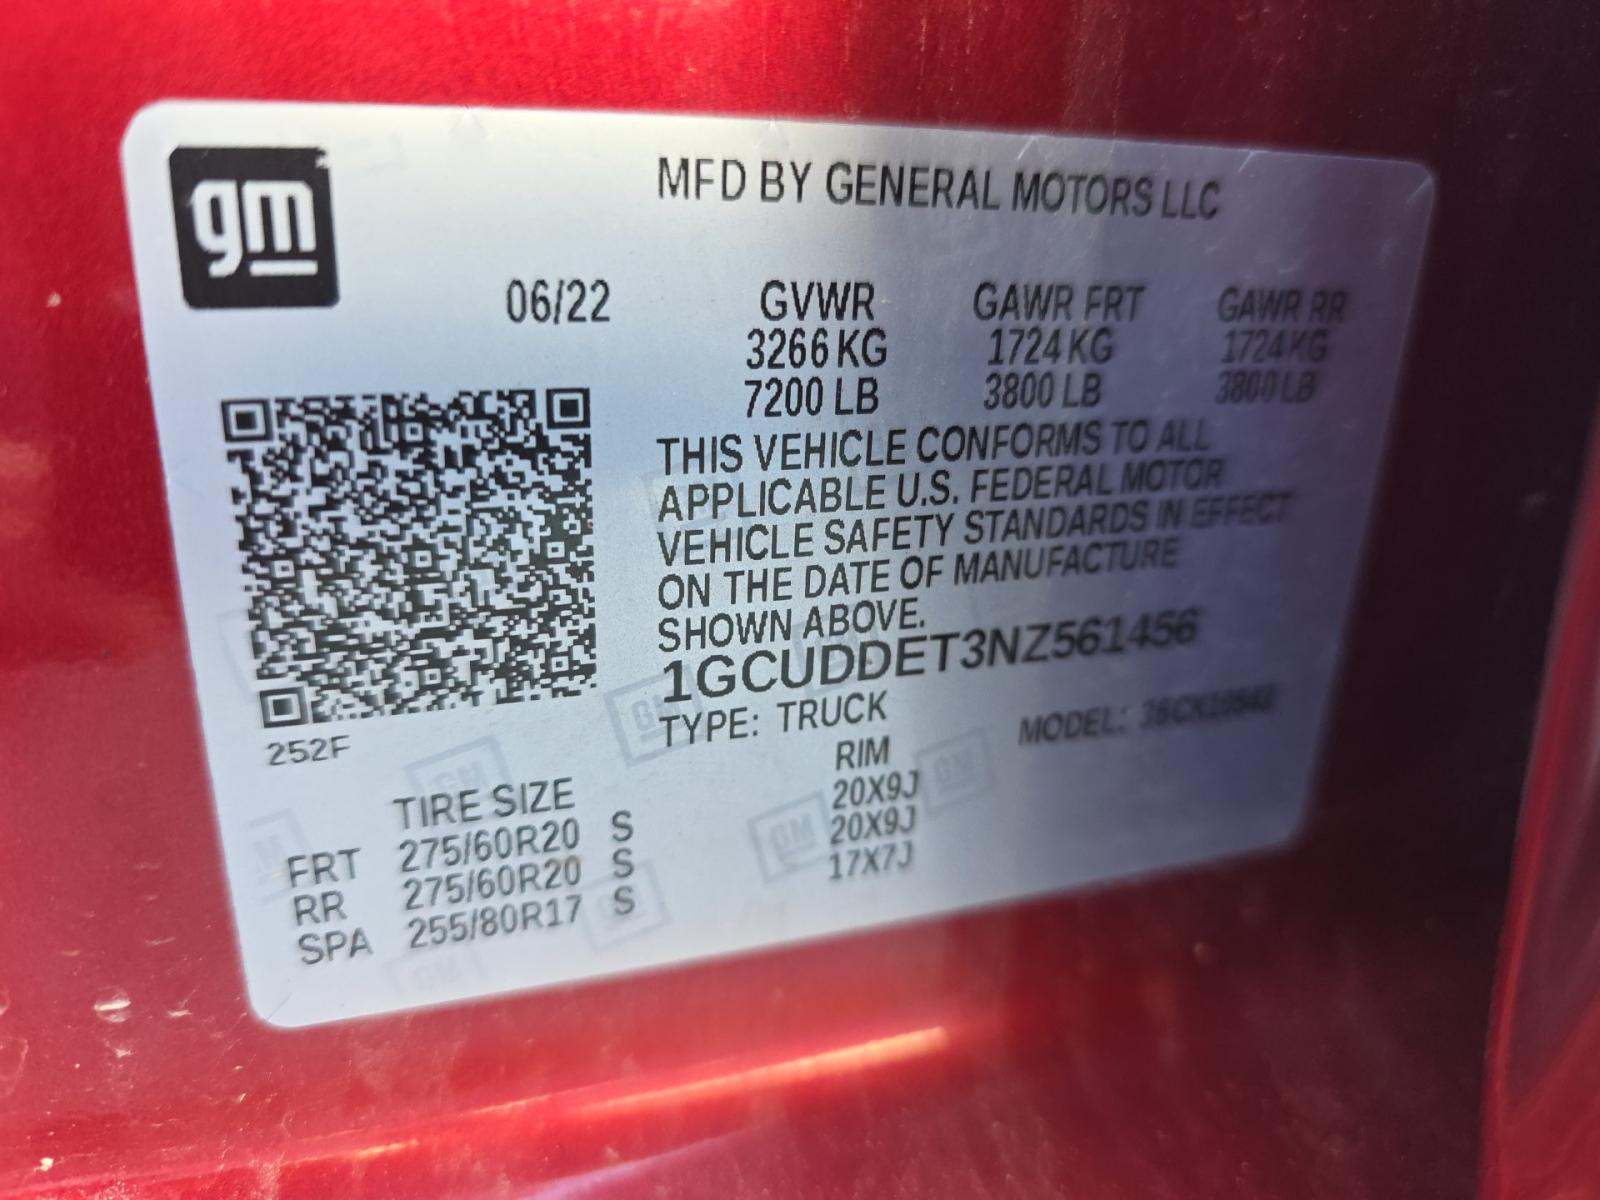 gm
MFD BY GENERAL MOTORS LLC
06/22 GVWR GAWR FRT GAWR RR
3266 KG 1724 KG 1724 KG
7200 LB 3800 LB 3800 LB
THIS VEHICLE CONFORMS TO ALL
APPLICABLE U.S. FEDERAL MOTOR
VEHICLE SAFETY STANDARDS IN EFFECT
ON THE DATE OF MANUFACTURE
SHOWN ABOVE.
1GCUDDET3NZ561456
TYPE: TRUCK MODEL:
252F
TIRE SIZE RIM
FRT 275/60R20 S 20X9J
RR 275/60R20 S 20X9J
SPA 255/80R17 S 17X7J